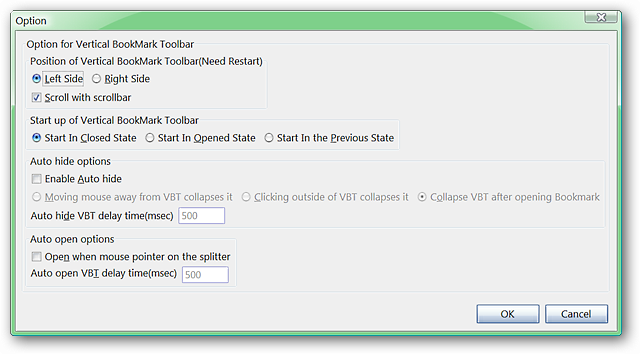 Option
Option for Vertical BookMark Toolbar
Position of Vertical BookMark Toolbar(Need Restart)
Left Side Right Side
Scroll with scrollbar
Start up of Vertical BookMark Toolbar
Start In Closed State Start In Opened State Start In the Previous State
Auto hide options
Enable Auto hide
Moving mouse away from VBT collapses it Clicking outside of VBT collapses it Collapse VBT after opening Bookmark
Auto hide VBT delay time(msec) 500
Auto open options
Open when mouse pointer on the splitter
Auto open VBT delay time(msec) 500
OK Cancel